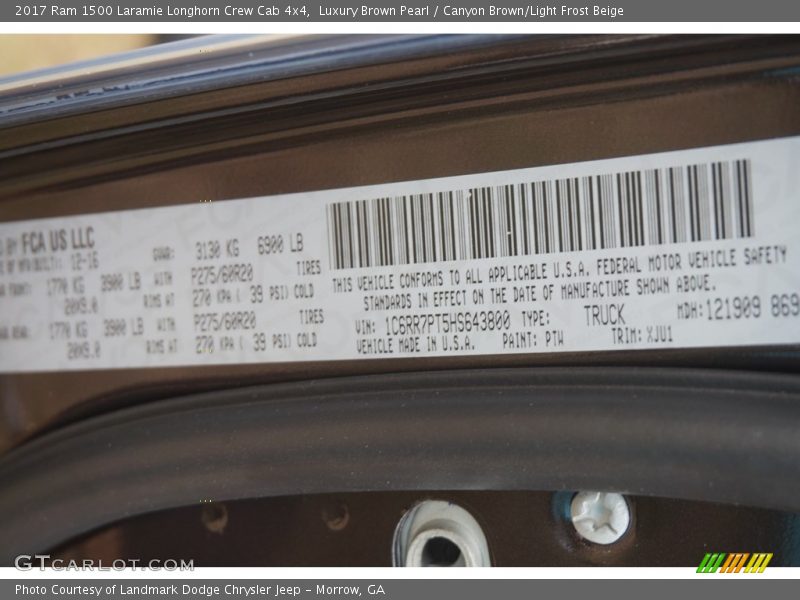 2017 Ram 1500 Laramie Longhorn Crew Cab 4x4,  Luxury Brown Pearl / Canyon Brown/Light Frost Beige
BY FCA US LLC
12-16
GVWR: 3130 KG 6900 LB
1770 KG 3900 LB WITH P275/60R20 TIRES
20X9.0 RIMS AT 270 KPA ( 39 PSI) COLD
1770 KG 3900 LB WITH P275/60R20 TIRES
20X9.0 RIMS AT 270 KPA ( 39 PSI) COLD
THIS VEHICLE CONFORMS TO ALL APPLICABLE U.S.A. FEDERAL MOTOR VEHICLE SAFETY
STANDARDS IN EFFECT ON THE DATE OF MANUFACTURE SHOWN ABOVE.
VIN: 1C6RR7PT5HS643800 TYPE: TRUCK MDH: 121909 869
VEHICLE MADE IN U.S.A. PAINT: PTW TRIM: XJU1
GTCarLot.com
Photo Courtesy of Landmark Dodge Chrysler Jeep - Morrow, GA